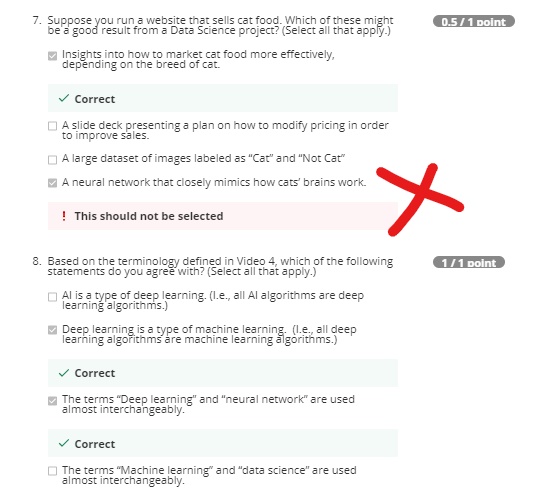 7. Suppose you run a website that sells cat food. Which of these might
be a good result from a Data Science project? (Select all that apply.)
0.5 / 1 point
Insights into how to market cat food more effectively,
depending on the breed of cat.
Correct
A slide deck presenting a plan on how to modify pricing in order
to improve sales.
A large dataset of images labeled as “Cat” and “Not Cat”
A neural network that closely mimics how cats’ brains work.
! This should not be selected
8. Based on the terminology defined in Video 4, which of the following
statements do you agree with? (Select all that apply.)
1 / 1 point
AI is a type of deep learning. (I.e., all AI algorithms are deep
learning algorithms.)
Deep learning is a type of machine learning. (I.e., all deep
learning algorithms are machine learning algorithms.)
Correct
The terms “Deep learning” and “neural network” are used
almost interchangeably.
Correct
The terms “Machine learning” and “data science” are used
almost interchangeably.